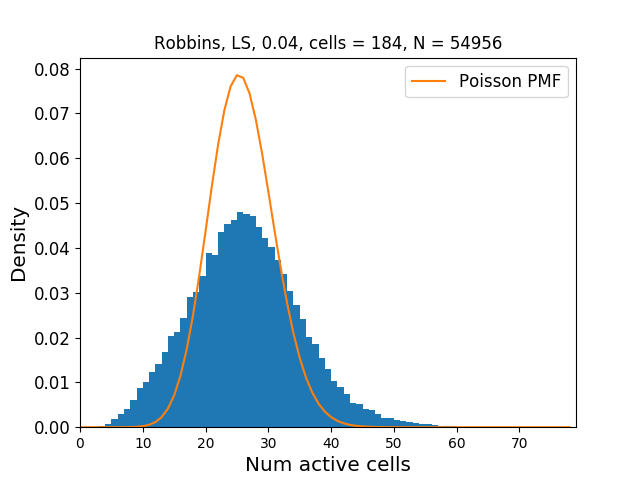 Robbins, LS, 0.04, cells = 184, N = 54956
Poisson PMF
0.08
0.07
0.06
0.05
0.04
0.03
0.02
0.01
0.00
Density
0 10 20 30 40 50 60 70
Num active cells